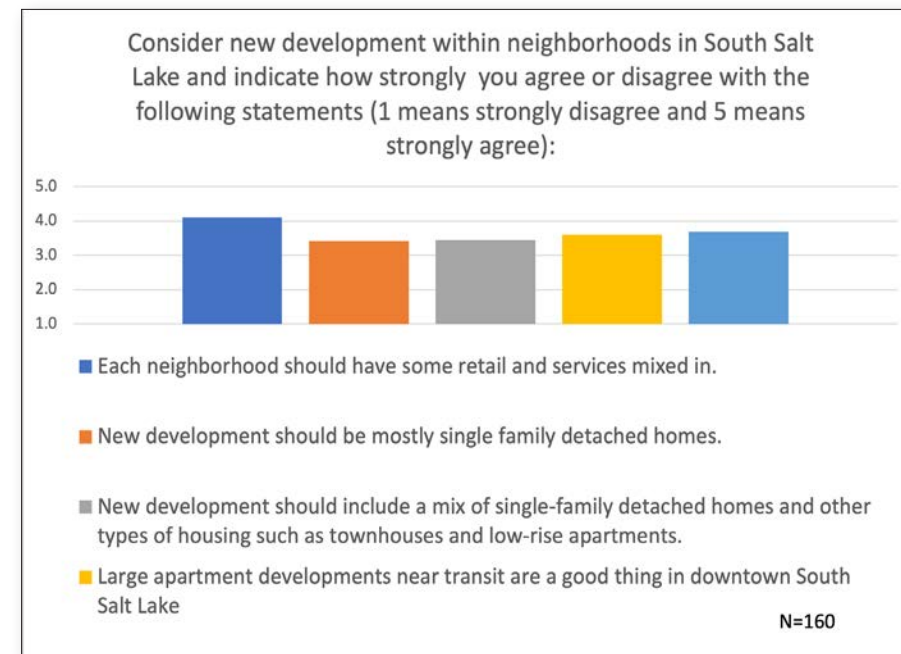 Consider new development within neighborhoods in South Salt
Lake and indicate how strongly you agree or disagree with the
following statements (1 means strongly disagree and 5 means
strongly agree):
5.0
4.0
3.0
2.0
1.0
Each neighborhood should have some retail and services mixed in.
New development should be mostly single family detached homes.
New development should include a mix of single-family detached homes and other
types of housing such as townhouses and low-rise apartments.
Large apartment developments near transit are a good thing in downtown South
Salt Lake
N=160